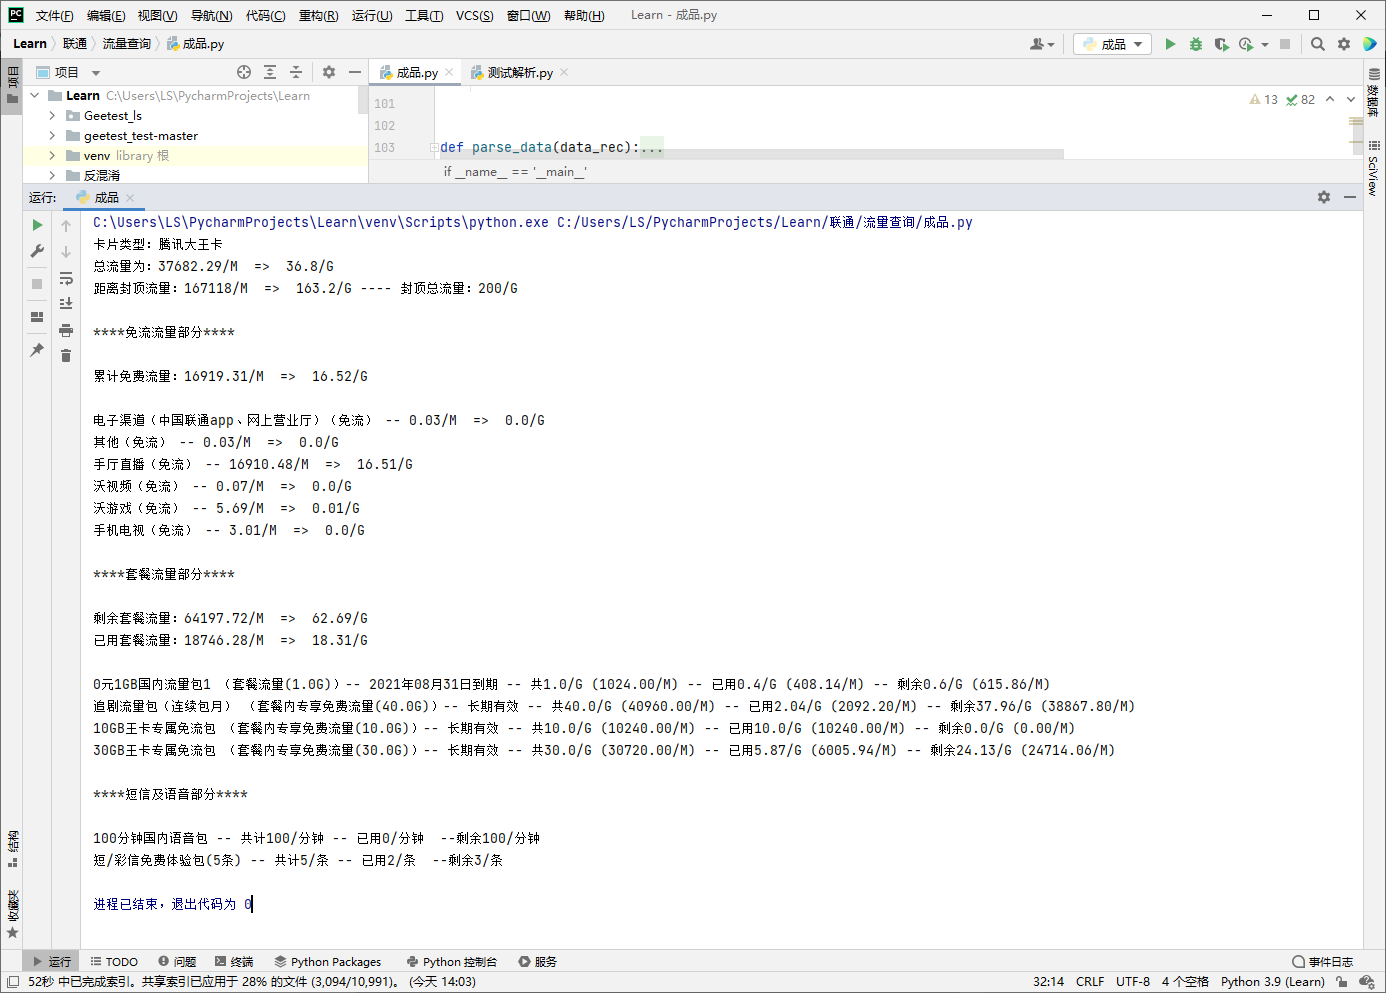 PC 文件(F) 编辑(E) 视图(V) 导航(N) 代码(C) 重构(R) 运行(U) 工具(T) VCS(S) 窗口(W) 帮助(H) Learn - 成品.py
Learn 联通 流量查询 成品.py 成品
项目 项目 成品.py 测试解析.py
Learn C:\Users\LS\PycharmProjects\Learn
Geetest_ls
geetest_test-master
venv library 根
反混淆
101
102
103 def parse_data(data_rec):...
13 82
if __name__ == '__main__'
数据库
SciView
运行: 成品
C:\Users\LS\PycharmProjects\Learn\venv\Scripts\python.exe C:/Users/LS/PycharmProjects/Learn/联通/流量查询/成品.py
卡片类型：腾讯大王卡
总流量为：37682.29/M  =>  36.8/G
距离封顶流量：167118/M  =>  163.2/G ---- 封顶总流量：200/G
****免流流量部分****
累计免费流量：16919.31/M  =>  16.52/G
电子渠道（中国联通app、网上营业厅）（免流） -- 0.03/M  =>  0.0/G
其他（免流） -- 0.03/M  =>  0.0/G
手厅直播（免流） -- 16910.48/M  =>  16.51/G
沃视频（免流） -- 0.07/M  =>  0.0/G
沃游戏（免流） -- 5.69/M  =>  0.01/G
手机电视（免流） -- 3.01/M  =>  0.0/G
****套餐流量部分****
剩余套餐流量：64197.72/M  =>  62.69/G
已用套餐流量：18746.28/M  =>  18.31/G
0元1GB国内流量包1 （套餐流量(1.0G)）-- 2021年08月31日到期 -- 共1.0/G (1024.00/M) -- 已用0.4/G (408.14/M) -- 剩余0.6/G (615.86/M)
追剧流量包（连续包月） （套餐内专享免费流量(40.0G)）-- 长期有效 -- 共40.0/G (40960.00/M) -- 已用2.04/G (2092.20/M) -- 剩余37.96/G (38867.80/M)
10GB王卡专属免流包 （套餐内专享免费流量(10.0G)）-- 长期有效 -- 共10.0/G (10240.00/M) -- 已用10.0/G (10240.00/M) -- 剩余0.0/G (0.00/M)
30GB王卡专属免流包 （套餐内专享免费流量(30.0G)）-- 长期有效 -- 共30.0/G (30720.00/M) -- 已用5.87/G (6005.94/M) -- 剩余24.13/G (24714.06/M)
****短信及语音部分****
100分钟国内语音包 -- 共计100/分钟 -- 已用0/分钟  --剩余100/分钟
短/彩信免费体验包(5条) -- 共计5/条 -- 已用2/条  --剩余3/条
进程已结束，退出代码为 0
结构
收藏夹
运行 TODO 问题 终端 Python Packages Python 控制台 服务 事件日志
52秒 中已完成索引。共享索引已应用于 28% 的文件 (3,094/10,991)。 (今天 14:03) 32:14 CRLF UTF-8 4 个空格 Python 3.9 (Learn)